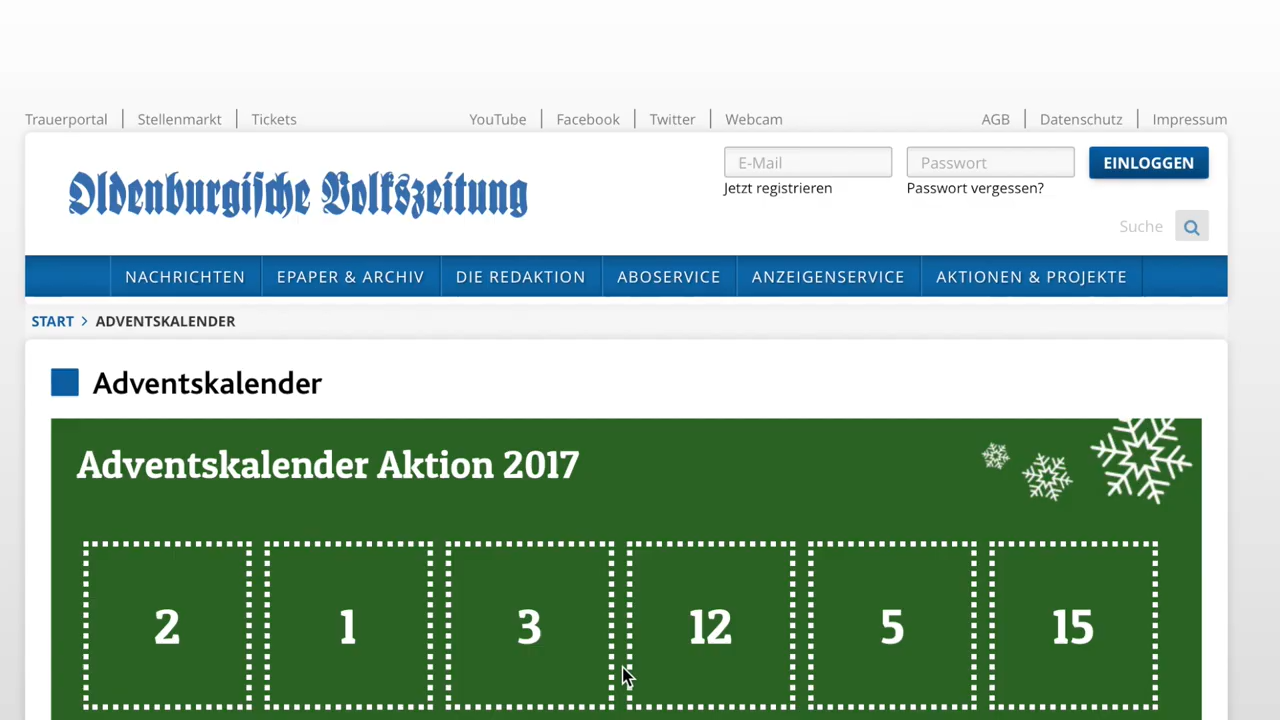 Trauerportal Stellenmarkt Tickets YouTube Facebook Twitter Webcam AGB Datenschutz Impressum
Oldenburgische Volkszeitung
E-Mail Passwort EINLOGGEN
Jetzt registrieren Passwort vergessen?
Suche
NACHRICHTEN EPAPER & ARCHIV DIE REDAKTION ABOSERVICE ANZEIGENSERVICE AKTIONEN & PROJEKTE
START > ADVENTSKALENDER
Adventskalender
Adventskalender Aktion 2017
2 1 3 12 5 15